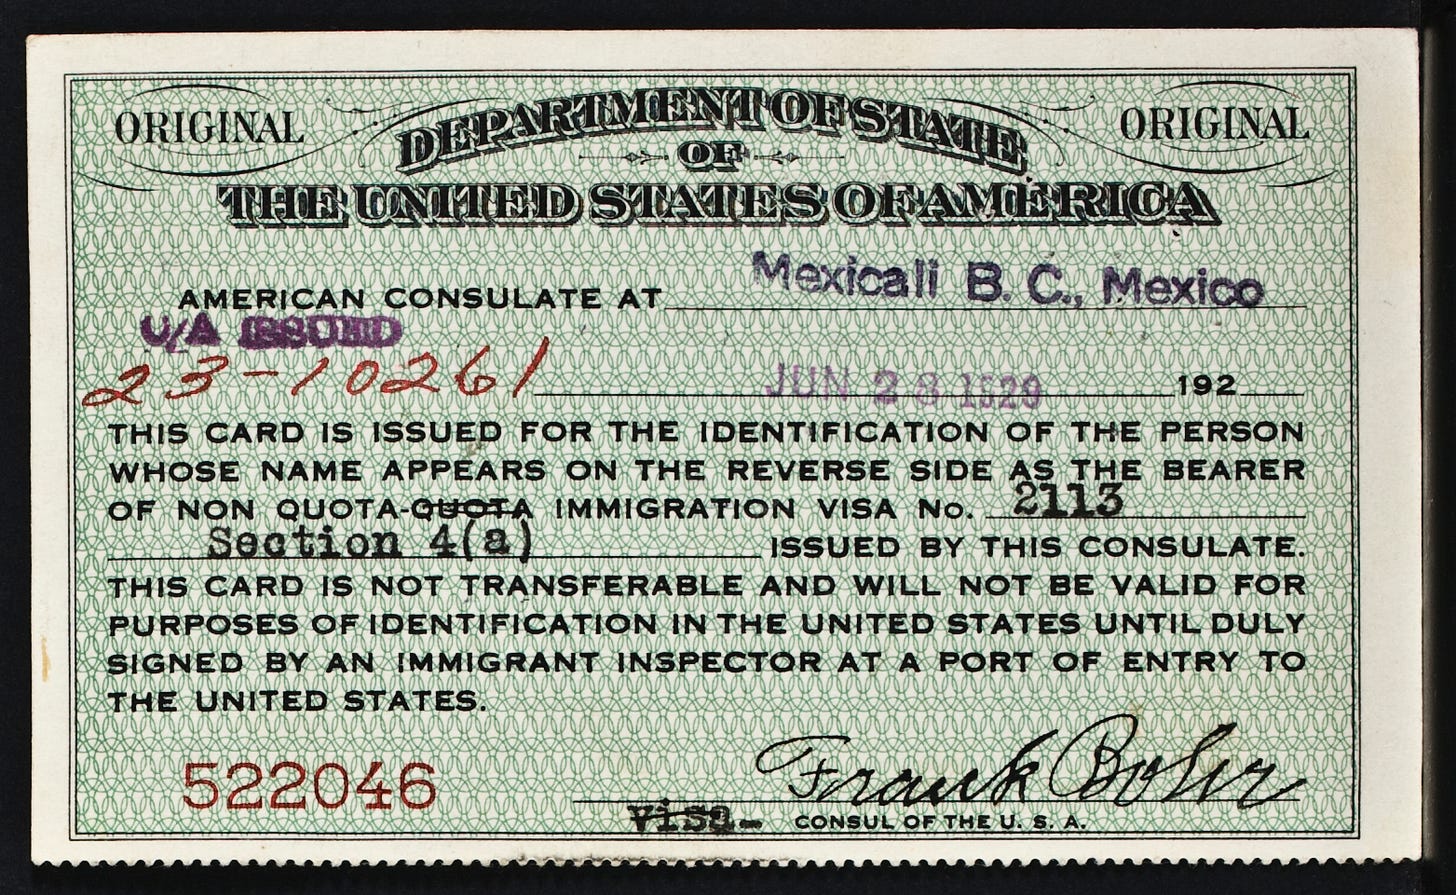 ORIGINAL DEPARTMENT OF STATE ORIGINAL
OF
THE UNITED STATES OF AMERICA
AMERICAN CONSULATE AT Mexicali B. C., Mexico
U/A ISSUED
23-10261 JUN 28 1929 192
THIS CARD IS ISSUED FOR THE IDENTIFICATION OF THE PERSON
WHOSE NAME APPEARS ON THE REVERSE SIDE AS THE BEARER
OF NON QUOTA-QUOTA IMMIGRATION VISA No. 2113
Section 4(a) ISSUED BY THIS CONSULATE.
THIS CARD IS NOT TRANSFERABLE AND WILL NOT BE VALID FOR
PURPOSES OF IDENTIFICATION IN THE UNITED STATES UNTIL DULY
SIGNED BY AN IMMIGRANT INSPECTOR AT A PORT OF ENTRY TO
THE UNITED STATES.
522046 Frank Bohr
Visa- CONSUL OF THE U. S. A.